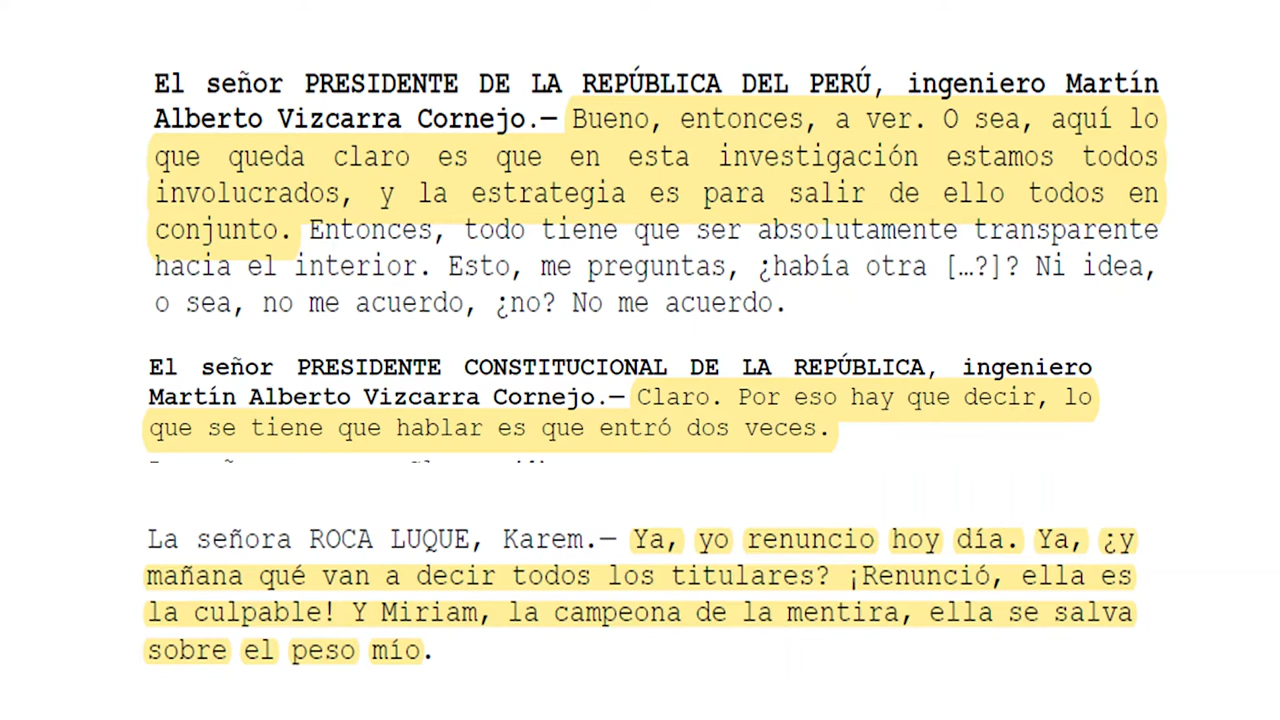 El señor PRESIDENTE DE LA REPÚBLICA DEL PERÚ, ingeniero Martín
Alberto Vizcarra Cornejo.— Bueno, entonces, a ver. O sea, aquí lo
que queda claro es que en esta investigación estamos todos
involucrados, y la estrategia es para salir de ello todos en
conjunto. Entonces, todo tiene que ser absolutamente transparente
hacia el interior. Esto, me preguntas, ¿había otra […?]? Ni idea,
o sea, no me acuerdo, ¿no? No me acuerdo.
El señor PRESIDENTE CONSTITUCIONAL DE LA REPÚBLICA, ingeniero
Martín Alberto Vizcarra Cornejo.— Claro. Por eso hay que decir, lo
que se tiene que hablar es que entró dos veces.
La señora ROCA LUQUE, Karem.— Ya, yo renuncio hoy día. Ya, ¿y
mañana qué van a decir todos los titulares? ¡Renunció, ella es
la culpable! Y Miriam, la campeona de la mentira, ella se salva
sobre el peso mío.